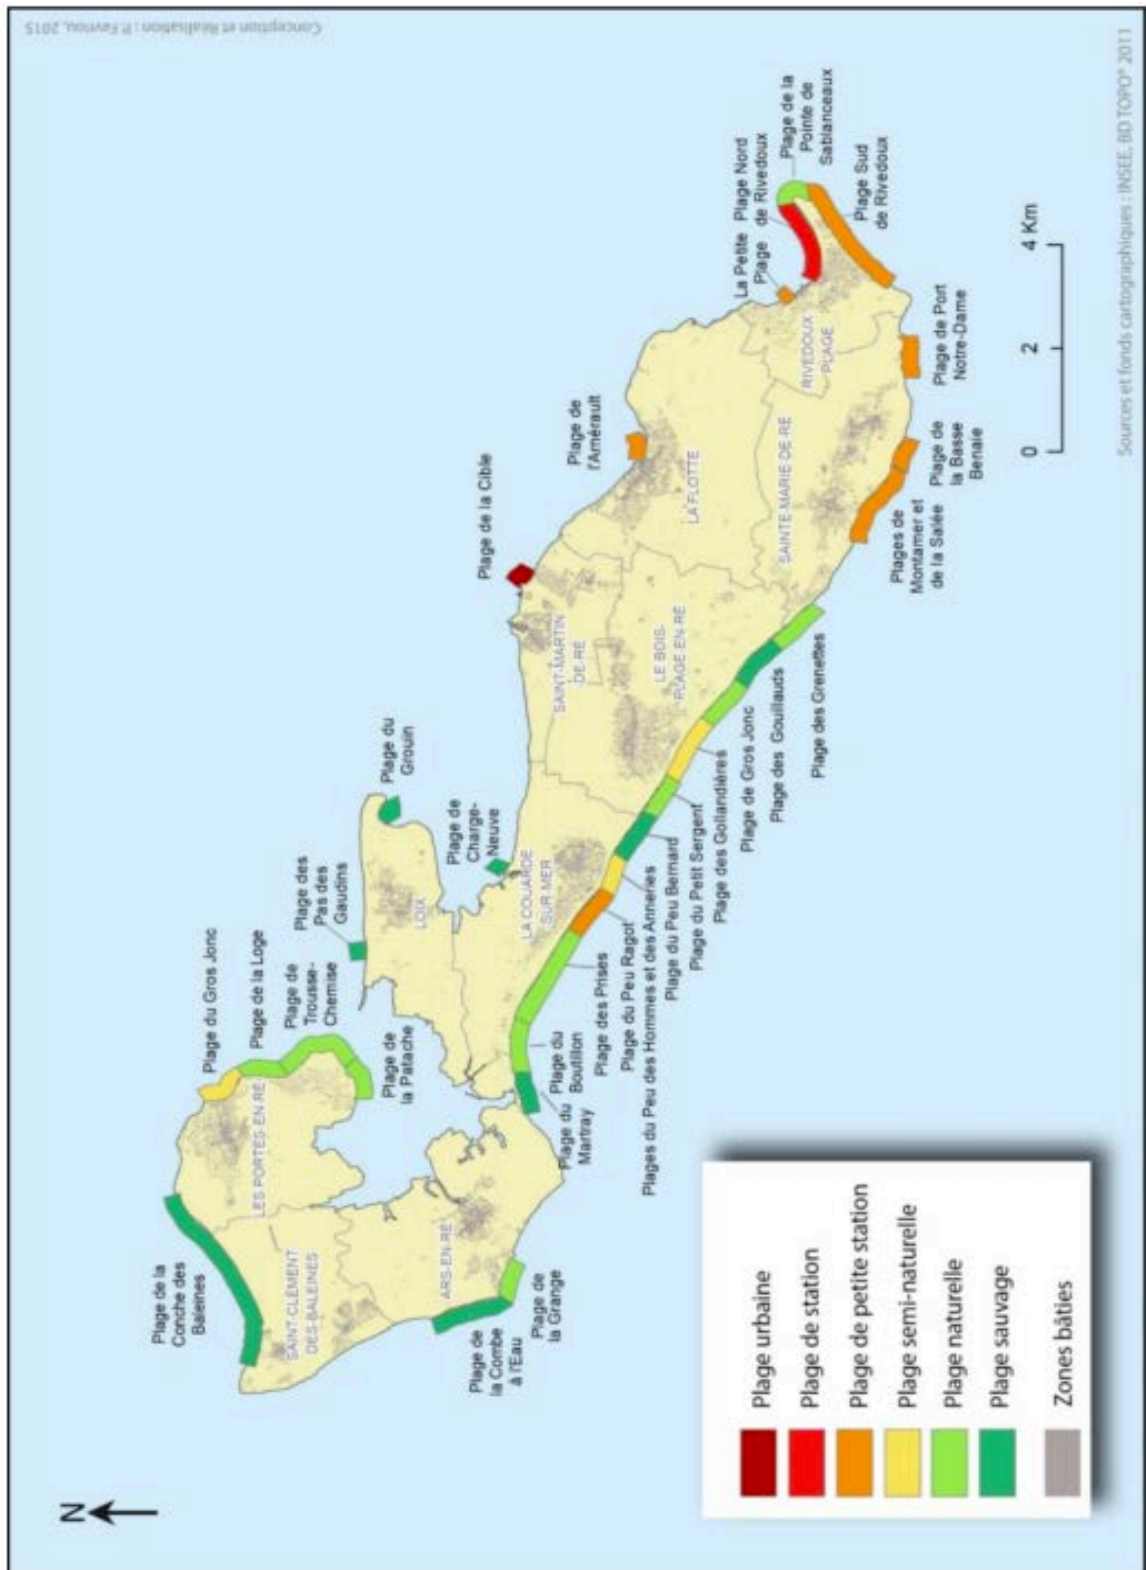 Conception et Réalisation : P. Favriou, 2015
N
Plage de la
Conche des
Baleines
Plage du Gros Jonc
Plage de la Loge
Plage de
Trousse-
Chemise
Plage de
la Patache
Plage des
Pas des
Gaudins
Plage du
Grouin
Plage de
Charge-
Neuve
Plage de la Cible
Plage de
l'Amérault
La Petite
Plage
Plage Nord
de Rivedoux
Plage de la
Pointe de
Sablanceaux
Plage Sud
de Rivedoux
Plage de Port
Notre-Dame
Plage de
la Basse
Benaie
Plages de
Montamer et
de la Salée
Plage des Grenettes
Plage des Gouillauds
Plage de Gros Jonc
Plage des Gollandières
Plage du Petit Sergent
Plage du Peu Bernard
Plages du Peu des Hommes et des Anneries
Plage du Peu Ragot
Plage des Prises
Plage du
Boutillon
Plage du
Martray
Plage de
la Grange
Plage de
la Combe
à l'Eau
LES PORTES-EN-RÉ
SAINT-CLÉMENT
DES-BALEINES
ARS-EN-RÉ
LOIX
LA COUARDE
-SUR-MER
SAINT-MARTIN
-DE-RÉ
LE BOIS-
PLAGE-EN-RÉ
LA FLOTTE
SAINTE-MARIE-DE-RÉ
RIVEDOUX
PLAGE
Plage urbaine
Plage de station
Plage de petite station
Plage semi-naturelle
Plage naturelle
Plage sauvage
Zones bâties
0 2 4 Km
Sources et fonds cartographiques : INSEE, BD TOPO® 2011